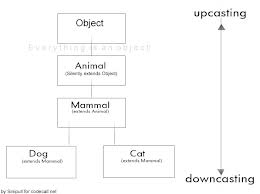 Object
upcasting
Everything is an object!
Animal
(Silently extends Object)
Mammal
(extends Animal)
Dog
(extends Mammal)
Cat
(extends Mammal)
downcasting
by Sinipull for codecall.net